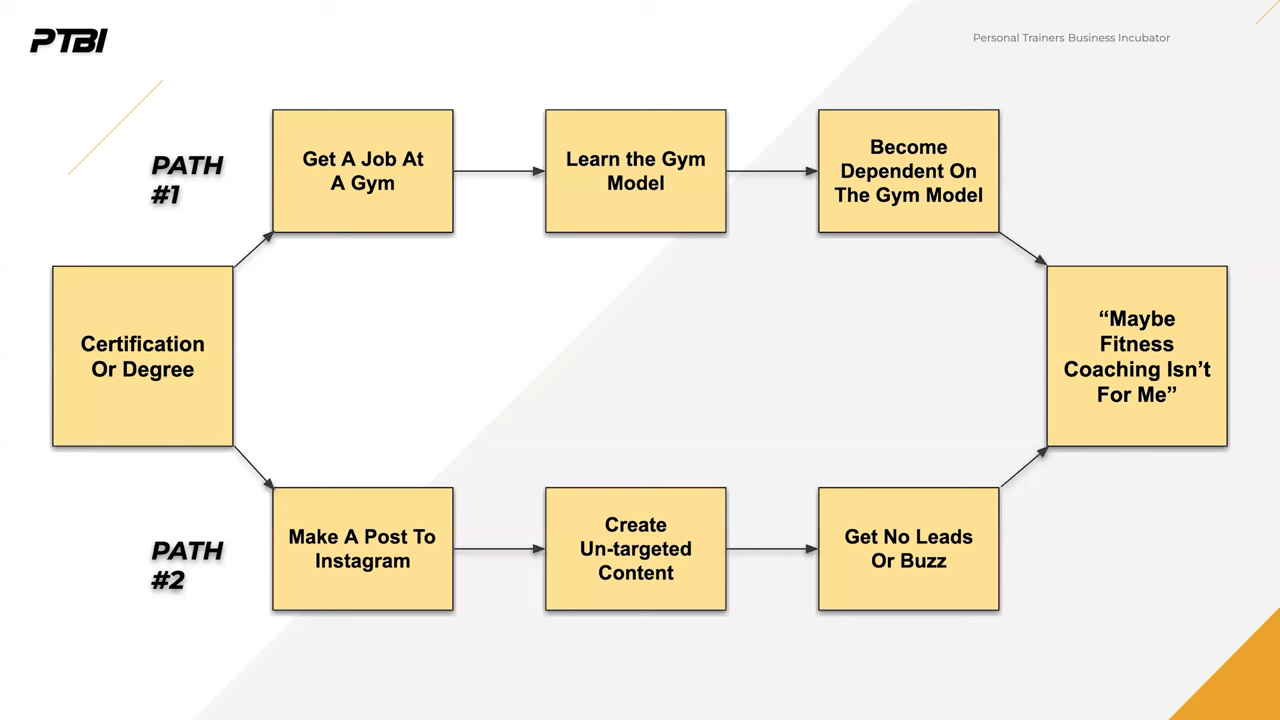 PTBI
Personal Trainers Business Incubator
PATH
#1
Get A Job At
A Gym
Learn the Gym
Model
Become
Dependent On
The Gym Model
Certification
Or Degree
“Maybe
Fitness
Coaching Isn’t
For Me”
PATH
#2
Make A Post To
Instagram
Create
Un-targeted
Content
Get No Leads
Or Buzz